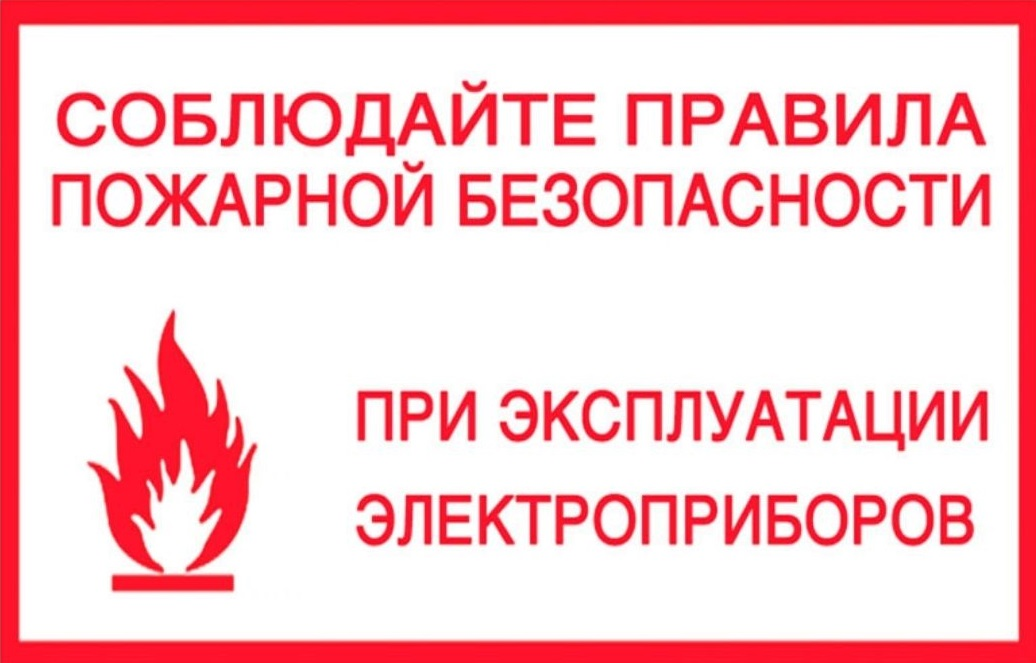 СОБЛЮДАЙТЕ ПРАВИЛА
ПОЖАРНОЙ БЕЗОПАСНОСТИ
ПРИ ЭКСПЛУАТАЦИИ
ЭЛЕКТРОПРИБОРОВ